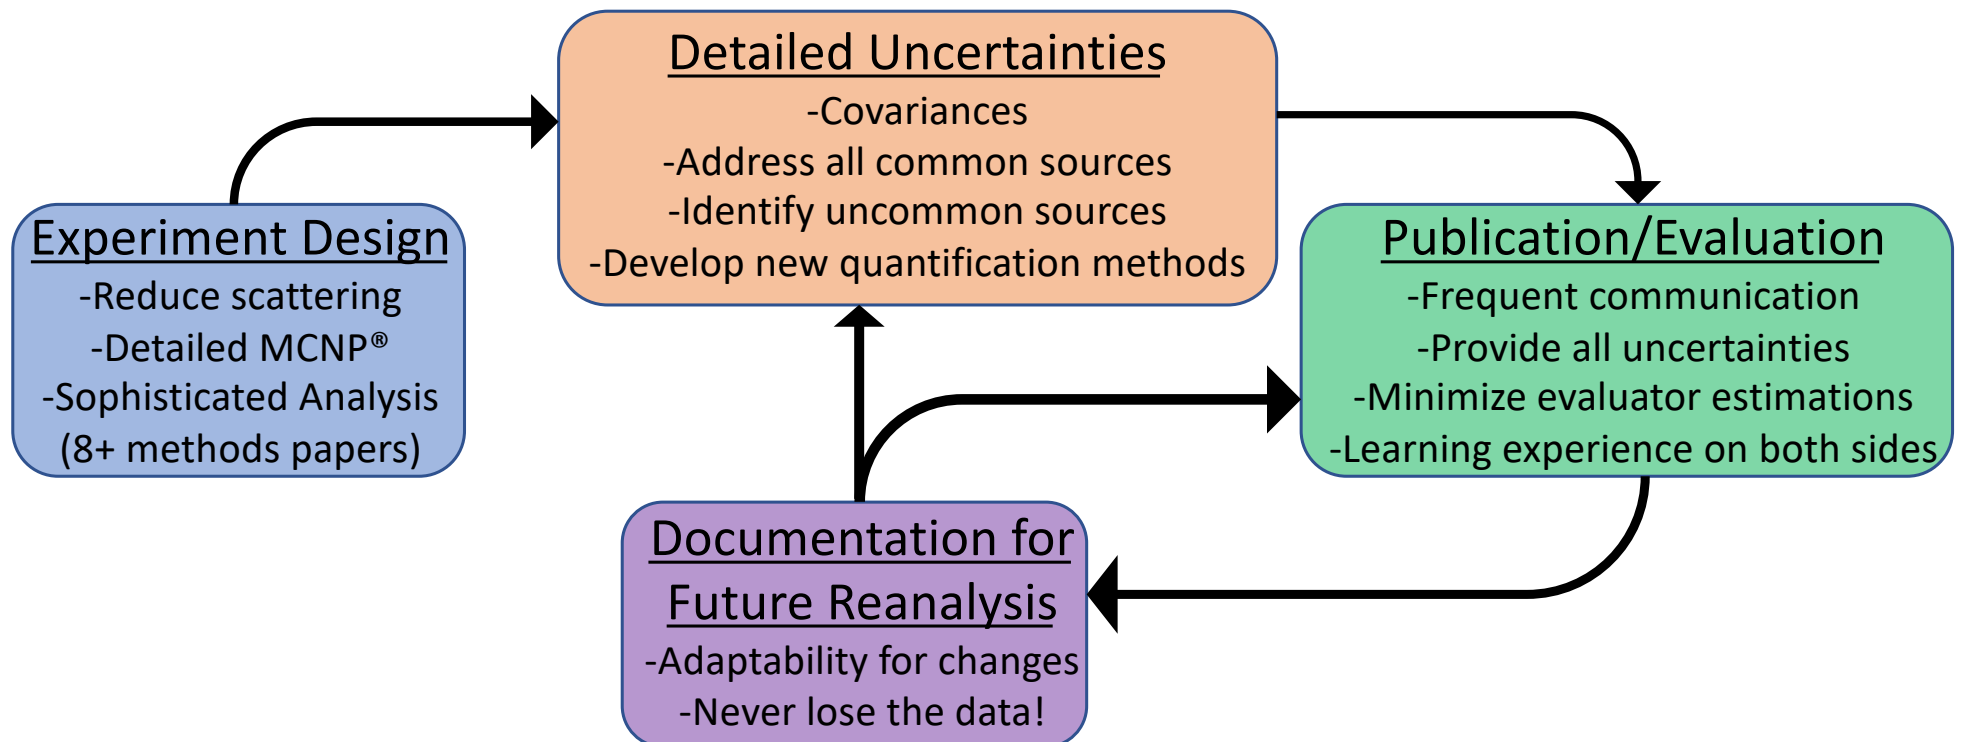 Detailed Uncertainties
-Covariances
-Address all common sources
-Identify uncommon sources
-Develop new quantification methods
Experiment Design
-Reduce scattering
-Detailed MCNP®
-Sophisticated Analysis
(8+ methods papers)
Publication/Evaluation
-Frequent communication
-Provide all uncertainties
-Minimize evaluator estimations
-Learning experience on both sides
Documentation for
Future Reanalysis
-Adaptability for changes
-Never lose the data!